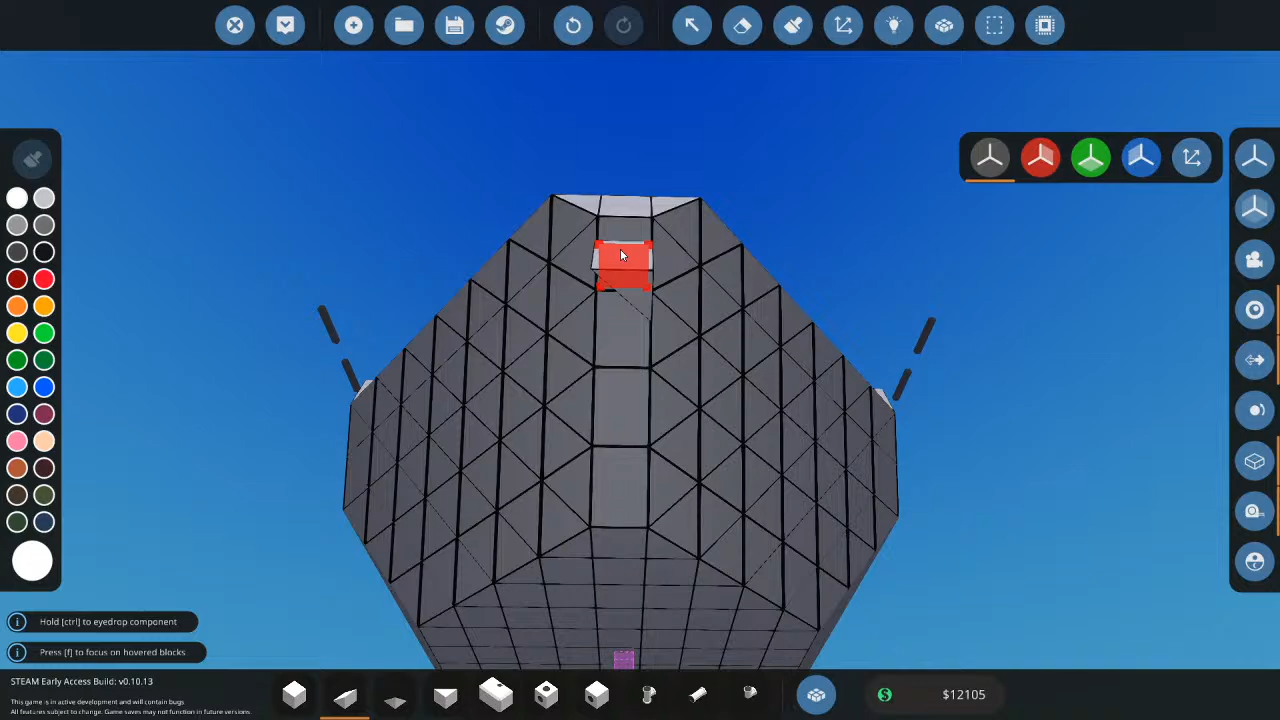 Hold [ctrl] to eyedrop component
Press [f] to focus on hovered blocks
STEAM Early Access Build: v0.10.13
This game is in active development and will contain bugs
All features subject to change. Game saves may not function in future versions.
$ $12105